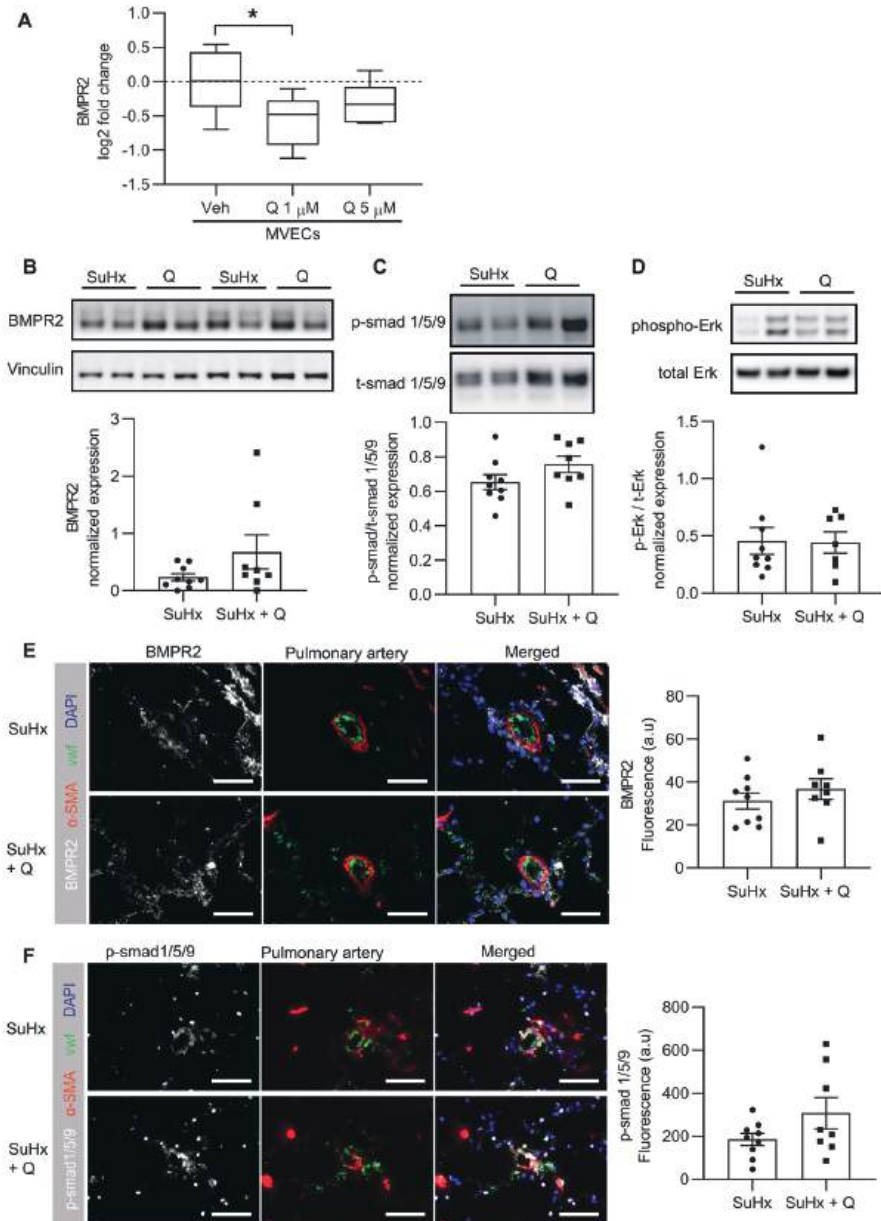 A
*
BMPR2
log2 fold change
1.0
0.5
0.0
-0.5
-1.0
-1.5
Veh
Q 1 μM
Q 5 μM
MVECs
B
SuHx
Q
SuHx
Q
BMPR2
Vinculin
BMPR2
normalized expression
3
2
1
0
SuHx
SuHx + Q
C
SuHx
Q
p-smad 1/5/9
t-smad 1/5/9
p-smad/t-smad 1/5/9
normalized expression
1.0
0.8
0.6
0.4
0.2
0.0
SuHx
SuHx + Q
D
SuHx
Q
phospho-Erk
total Erk
p-Erk / t-Erk
normalized expression
1.5
1.0
0.5
0.0
SuHx
SuHx + Q
E
BMPR2
Pulmonary artery
Merged
SuHx
SuHx
+ Q
BMPR2 α-SMA vwf DAPI
BMPR2
Fluorescence (a.u)
80
60
40
20
0
SuHx
SuHx + Q
F
p-smad1/5/9
Pulmonary artery
Merged
SuHx
SuHx
+ Q
p-smad1/5/9 α-SMA vwf DAPI
p-smad 1/5/9
Fluorescence (a.u)
800
600
400
200
0
SuHx
SuHx + Q